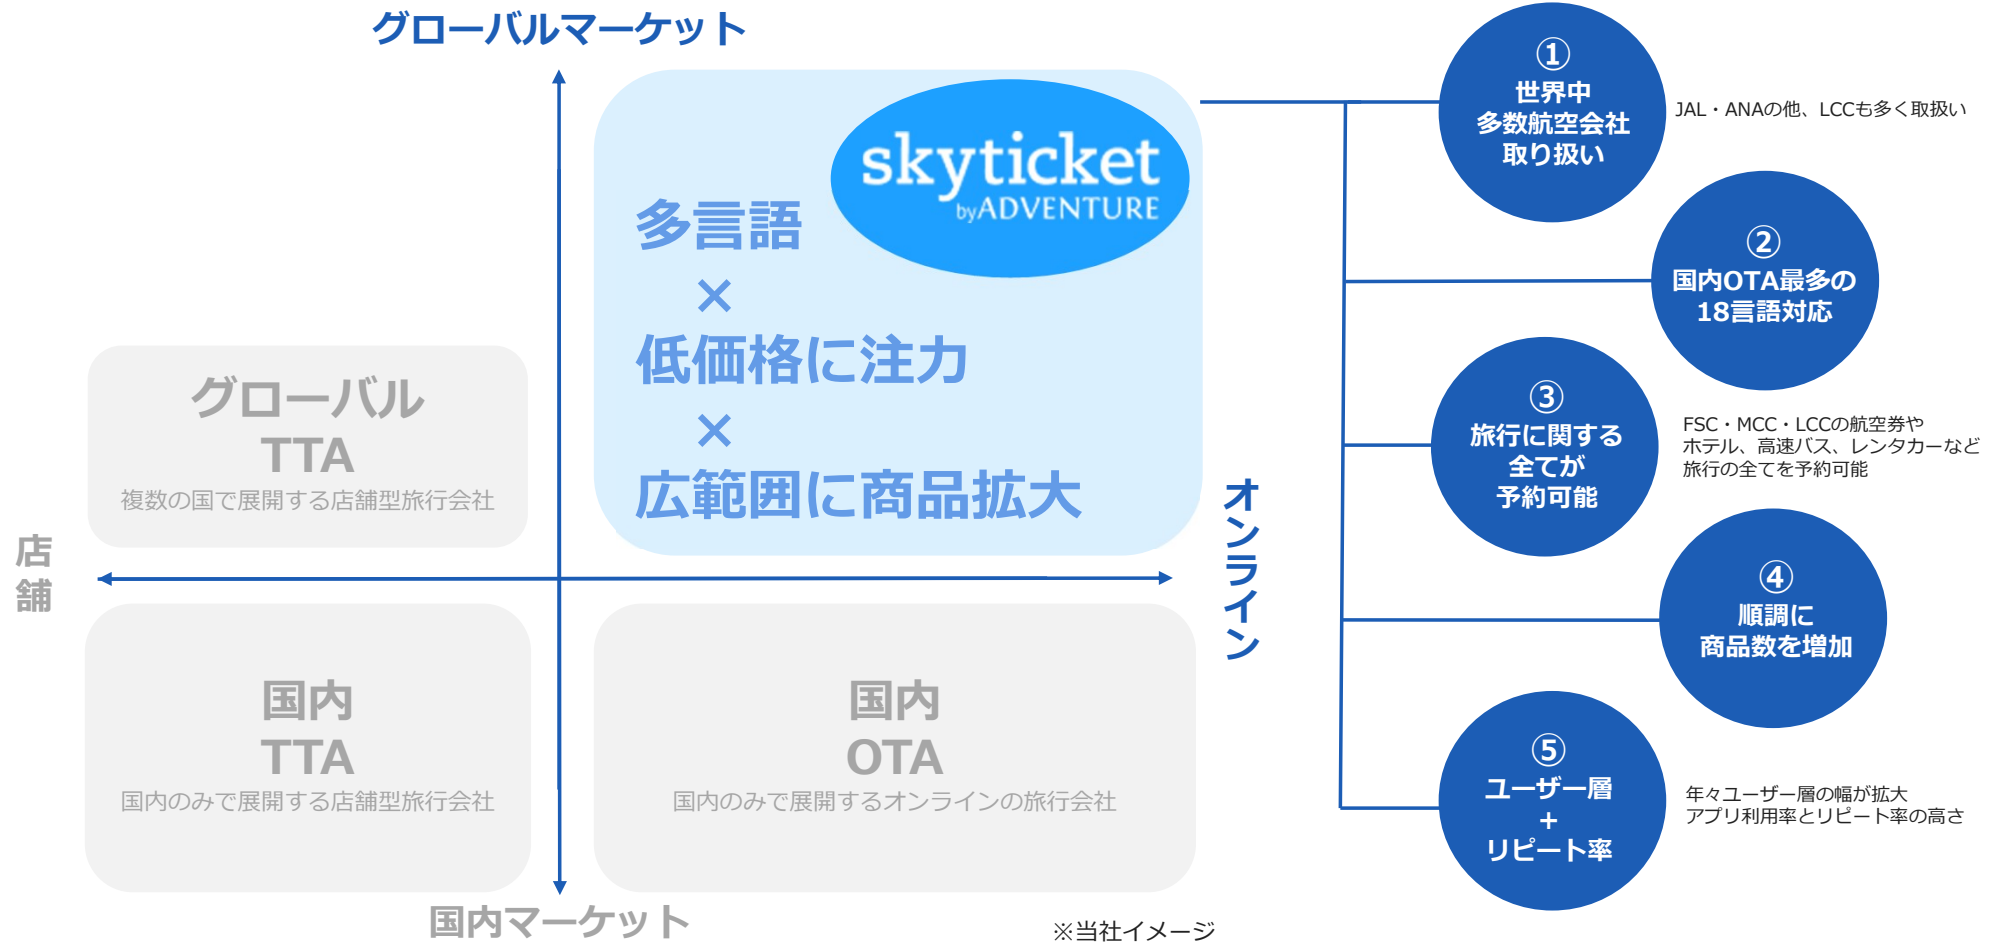 グローバルマーケット
skyticket
byADVENTURE
多言語
×
低価格に注力
×
広範囲に商品拡大
グローバル
TTA
複数の国で展開する店舗型旅行会社
店舗
オンライン
国内
TTA
国内のみで展開する店舗型旅行会社
国内
OTA
国内のみで展開するオンラインの旅行会社
国内マーケット
※当社イメージ
①
世界中
多数航空会社
取り扱い
JAL・ANAの他、LCCも多く取扱い
②
国内OTA最多の
18言語対応
③
旅行に関する
全てが
予約可能
FSC・MCC・LCCの航空券や
ホテル、高速バス、レンタカーなど
旅行の全てを予約可能
④
順調に
商品数を増加
⑤
ユーザー層
+
リピート率
年々ユーザー層の幅が拡大
アプリ利用率とリピート率の高さ